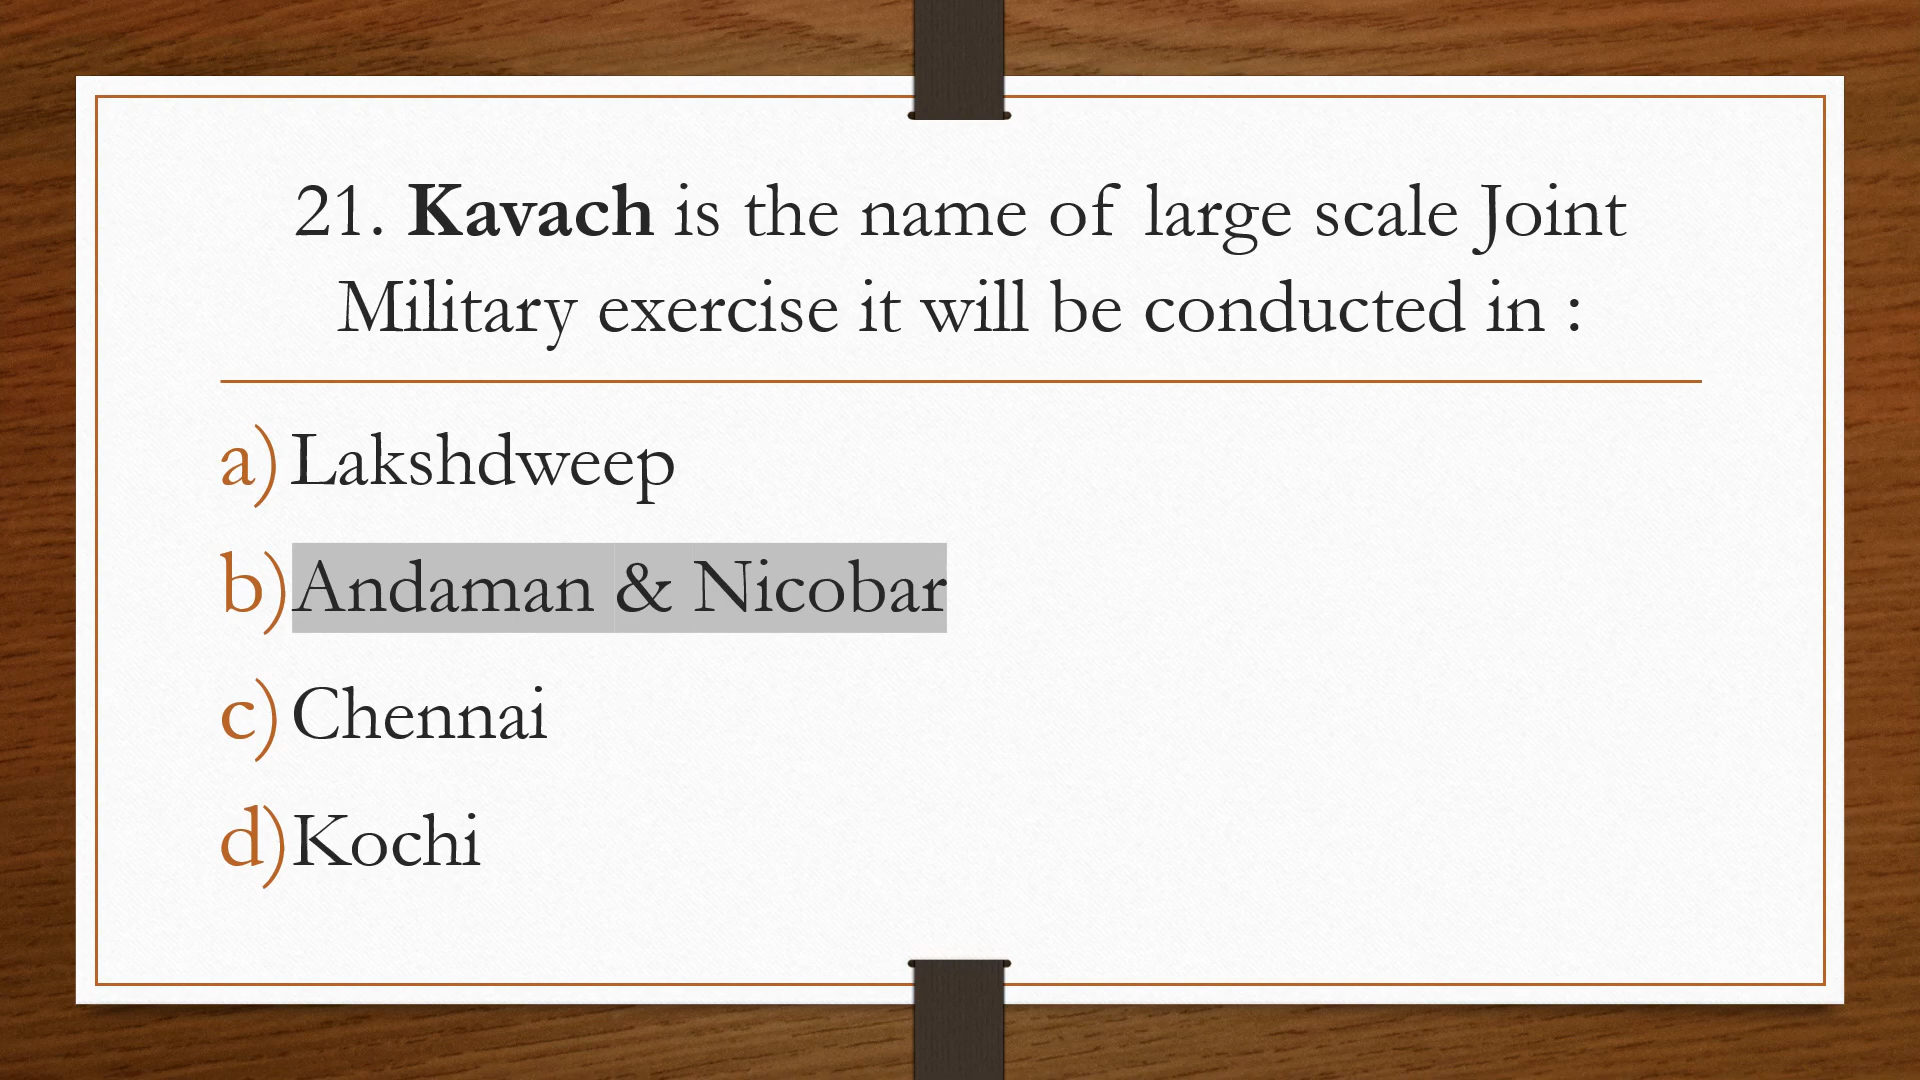 21. Kavach is the name of large scale Joint
Military exercise it will be conducted in :
a) Lakshdweep
b) Andaman & Nicobar
c) Chennai
d) Kochi